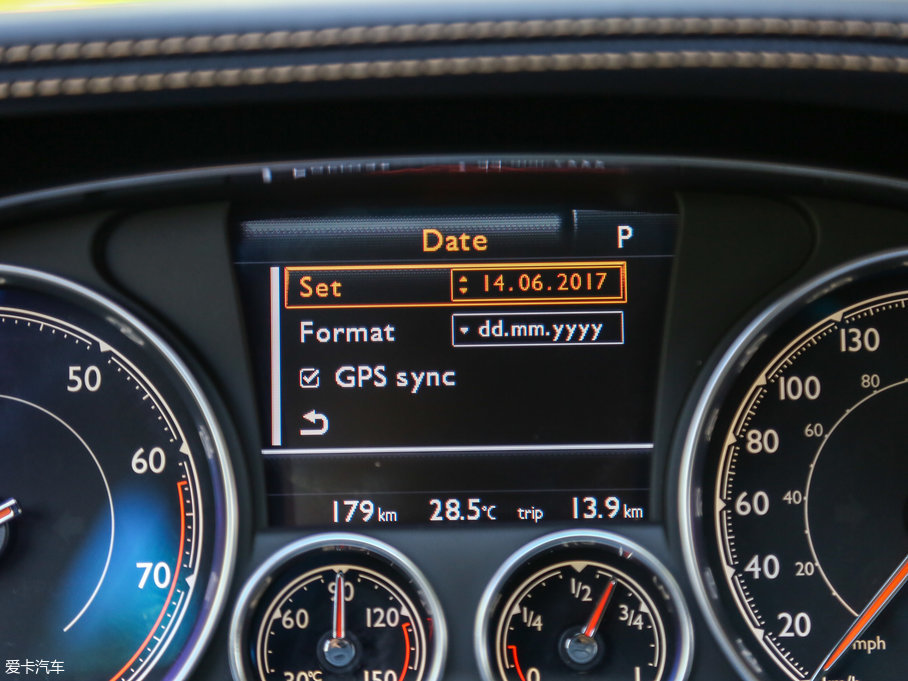 Date P
Set 14.06.2017
Format dd.mm.yyyy
GPS sync
179 km 28.5°C trip 13.9 km
50
60
70
60
90
120
30°C
150
1/4
1/2
3/4
0
1
130
100
80
60
40
20
80
60
40
20
mph
km/h
爱卡汽车